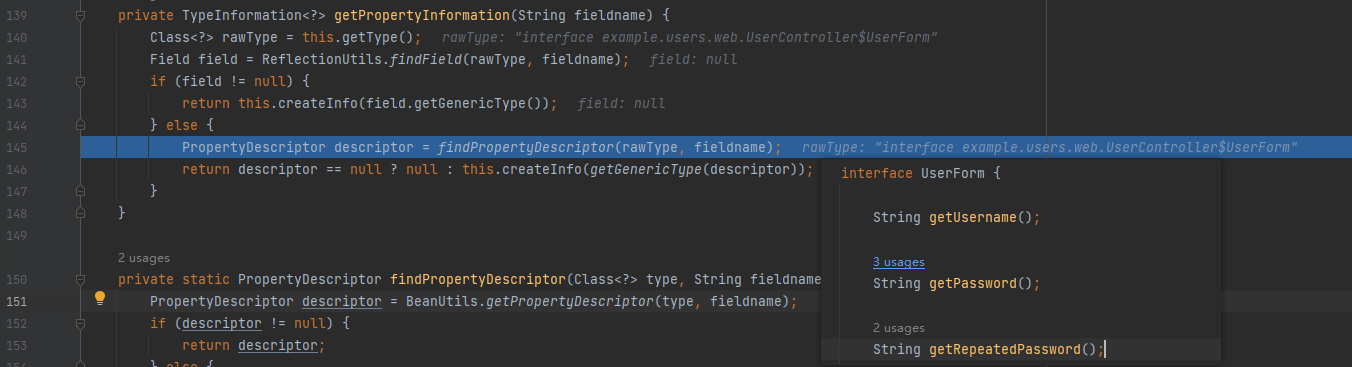 139 private TypeInformation<?> getPropertyInformation(String fieldname) {
140 Class<?> rawType = this.getType(); rawType: "interface example.users.web.UserController$UserForm"
141 Field field = ReflectionUtils.findField(rawType, fieldname); field: null
142 if (field != null) {
143 return this.createInfo(field.getGenericType()); field: null
144 } else {
145 PropertyDescriptor descriptor = findPropertyDescriptor(rawType, fieldname); rawType: "interface example.users.web.UserController$UserForm"
146 return descriptor == null ? null : this.createInfo(getGenericType(descriptor));
147 }
148 }
149
2 usages
150 private static PropertyDescriptor findPropertyDescriptor(Class<?> type, String fieldname
151 PropertyDescriptor descriptor = BeanUtils.getPropertyDescriptor(type, fieldname);
152 if (descriptor != null) {
153 return descriptor;
154 } else {
interface UserForm {
String getUsername();
3 usages
String getPassword();
2 usages
String getRepeatedPassword();